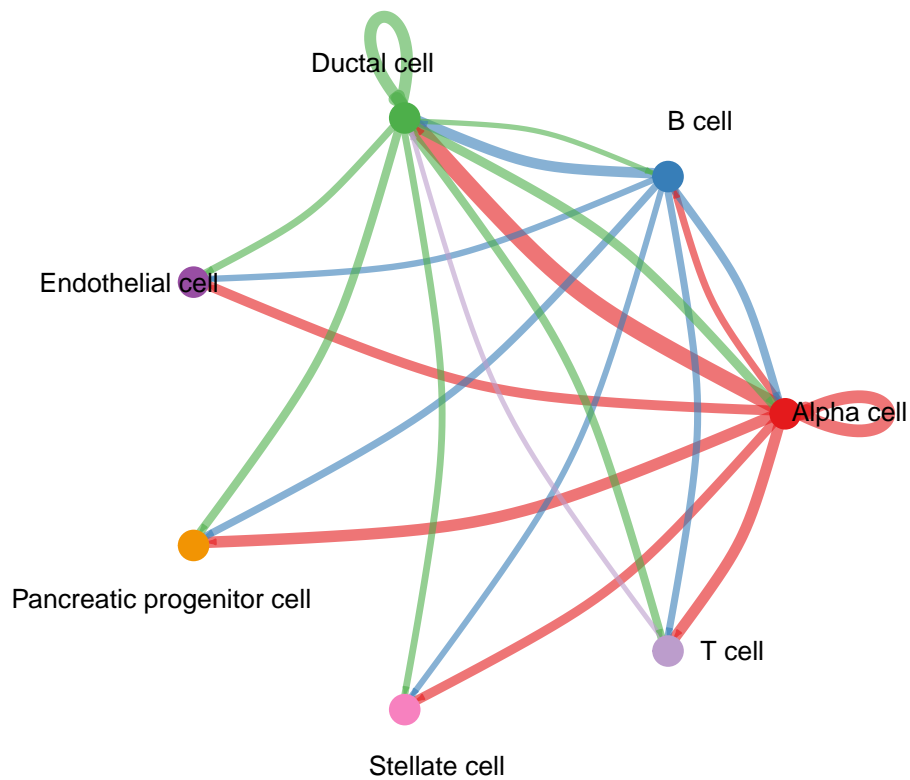 Ductal cell
B cell
Endothelial cell
Alpha cell
Pancreatic progenitor cell
T cell
Stellate cell